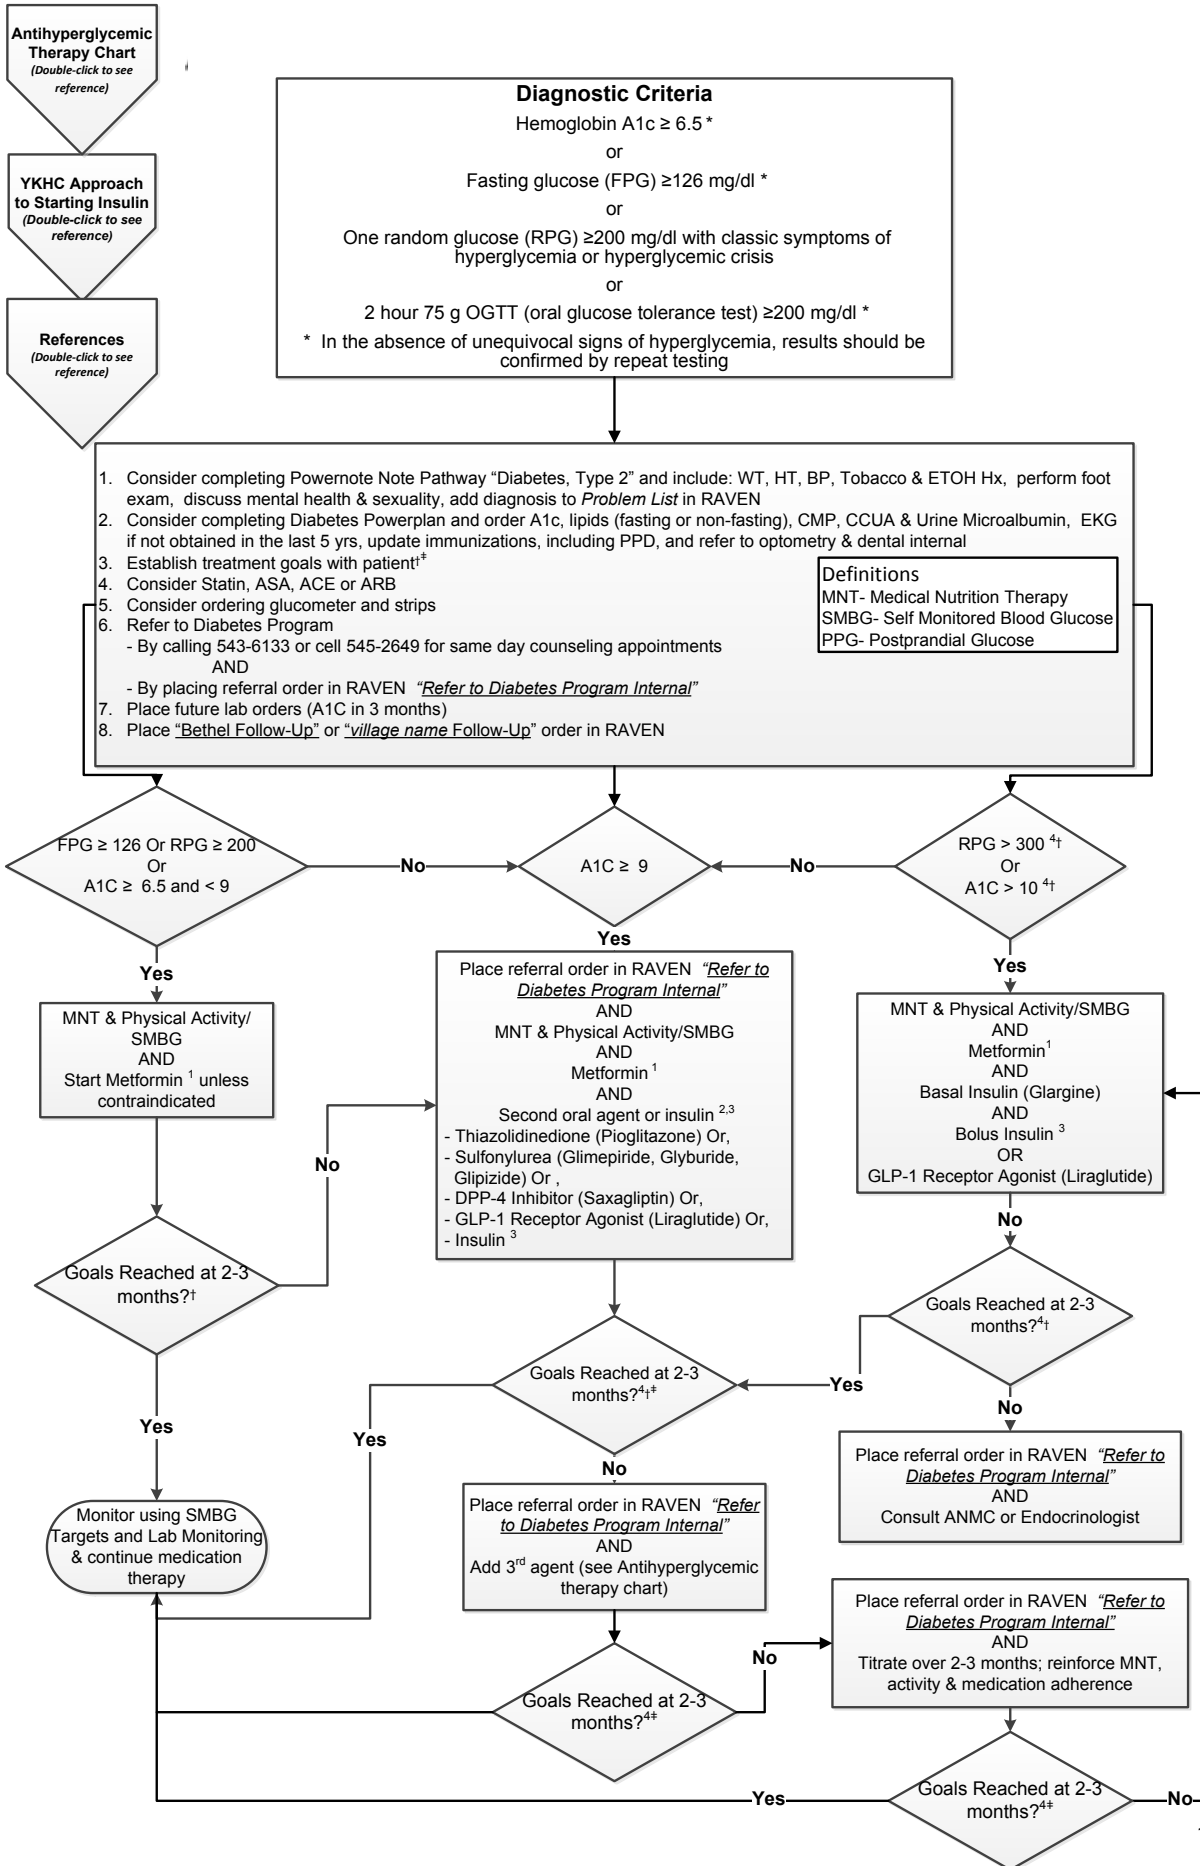 Antihyperglycemic
Therapy Chart
(Double-click to see
reference)
YKHC Approach
to Starting Insulin
(Double-click to see
reference)
References
(Double-click to see
reference)
Diagnostic Criteria
Hemoglobin A1c ≥ 6.5 *
or
Fasting glucose (FPG) ≥126 mg/dl *
or
One random glucose (RPG) ≥200 mg/dl with classic symptoms of
hyperglycemia or hyperglycemic crisis
or
2 hour 75 g OGTT (oral glucose tolerance test) ≥200 mg/dl *
* In the absence of unequivocal signs of hyperglycemia, results should be
confirmed by repeat testing
1. Consider completing Powernote Note Pathway “Diabetes, Type 2” and include: WT, HT, BP, Tobacco & ETOH Hx, perform foot
exam, discuss mental health & sexuality, add diagnosis to Problem List in RAVEN
2. Consider completing Diabetes Powerplan and order A1c, lipids (fasting or non-fasting), CMP, CCUA & Urine Microalbumin, EKG
if not obtained in the last 5 yrs, update immunizations, including PPD, and refer to optometry & dental internal
3. Establish treatment goals with patient†‡
4. Consider Statin, ASA, ACE or ARB
5. Consider ordering glucometer and strips
6. Refer to Diabetes Program
- By calling 543-6133 or cell 545-2649 for same day counseling appointments
AND
- By placing referral order in RAVEN “Refer to Diabetes Program Internal”
7. Place future lab orders (A1C in 3 months)
8. Place “Bethel Follow-Up” or “village name Follow-Up” order in RAVEN
Definitions
MNT- Medical Nutrition Therapy
SMBG- Self Monitored Blood Glucose
PPG- Postprandial Glucose
FPG ≥ 126 Or RPG ≥ 200
Or
A1C ≥ 6.5 and < 9
No
A1C ≥ 9
No
RPG > 300 4†
Or
A1C > 10 4†
Yes
Yes
Yes
MNT & Physical Activity/
SMBG
AND
Start Metformin 1 unless
contraindicated
No
Place referral order in RAVEN “Refer to
Diabetes Program Internal”
AND
MNT & Physical Activity/SMBG
AND
Metformin1
AND
Second oral agent or insulin 2,3
- Thiazolidinedione (Pioglitazone) Or,
- Sulfonylurea (Glimepiride, Glyburide,
Glipizide) Or ,
- DPP-4 Inhibitor (Saxagliptin) Or,
- GLP-1 Receptor Agonist (Liraglutide) Or,
- Insulin 3
MNT & Physical Activity/SMBG
AND
Metformin1
AND
Basal Insulin (Glargine)
AND
Bolus Insulin 3
OR
GLP-1 Receptor Agonist (Liraglutide)
No
Goals Reached at 2-3
months?†
Goals Reached at 2-3
months?4†
Goals Reached at 2-3
months?4†‡
Yes
Yes
Yes
No
No
Place referral order in RAVEN “Refer to
Diabetes Program Internal”
AND
Consult ANMC or Endocrinologist
Monitor using SMBG
Targets and Lab Monitoring
& continue medication
therapy
Place referral order in RAVEN “Refer
to Diabetes Program Internal”
AND
Add 3rd agent (see Antihyperglycemic
therapy chart)
Place referral order in RAVEN “Refer to
Diabetes Program Internal”
AND
Titrate over 2-3 months; reinforce MNT,
activity & medication adherence
No
Goals Reached at 2-3
months?4‡
Yes
Goals Reached at 2-3
months?4‡
No